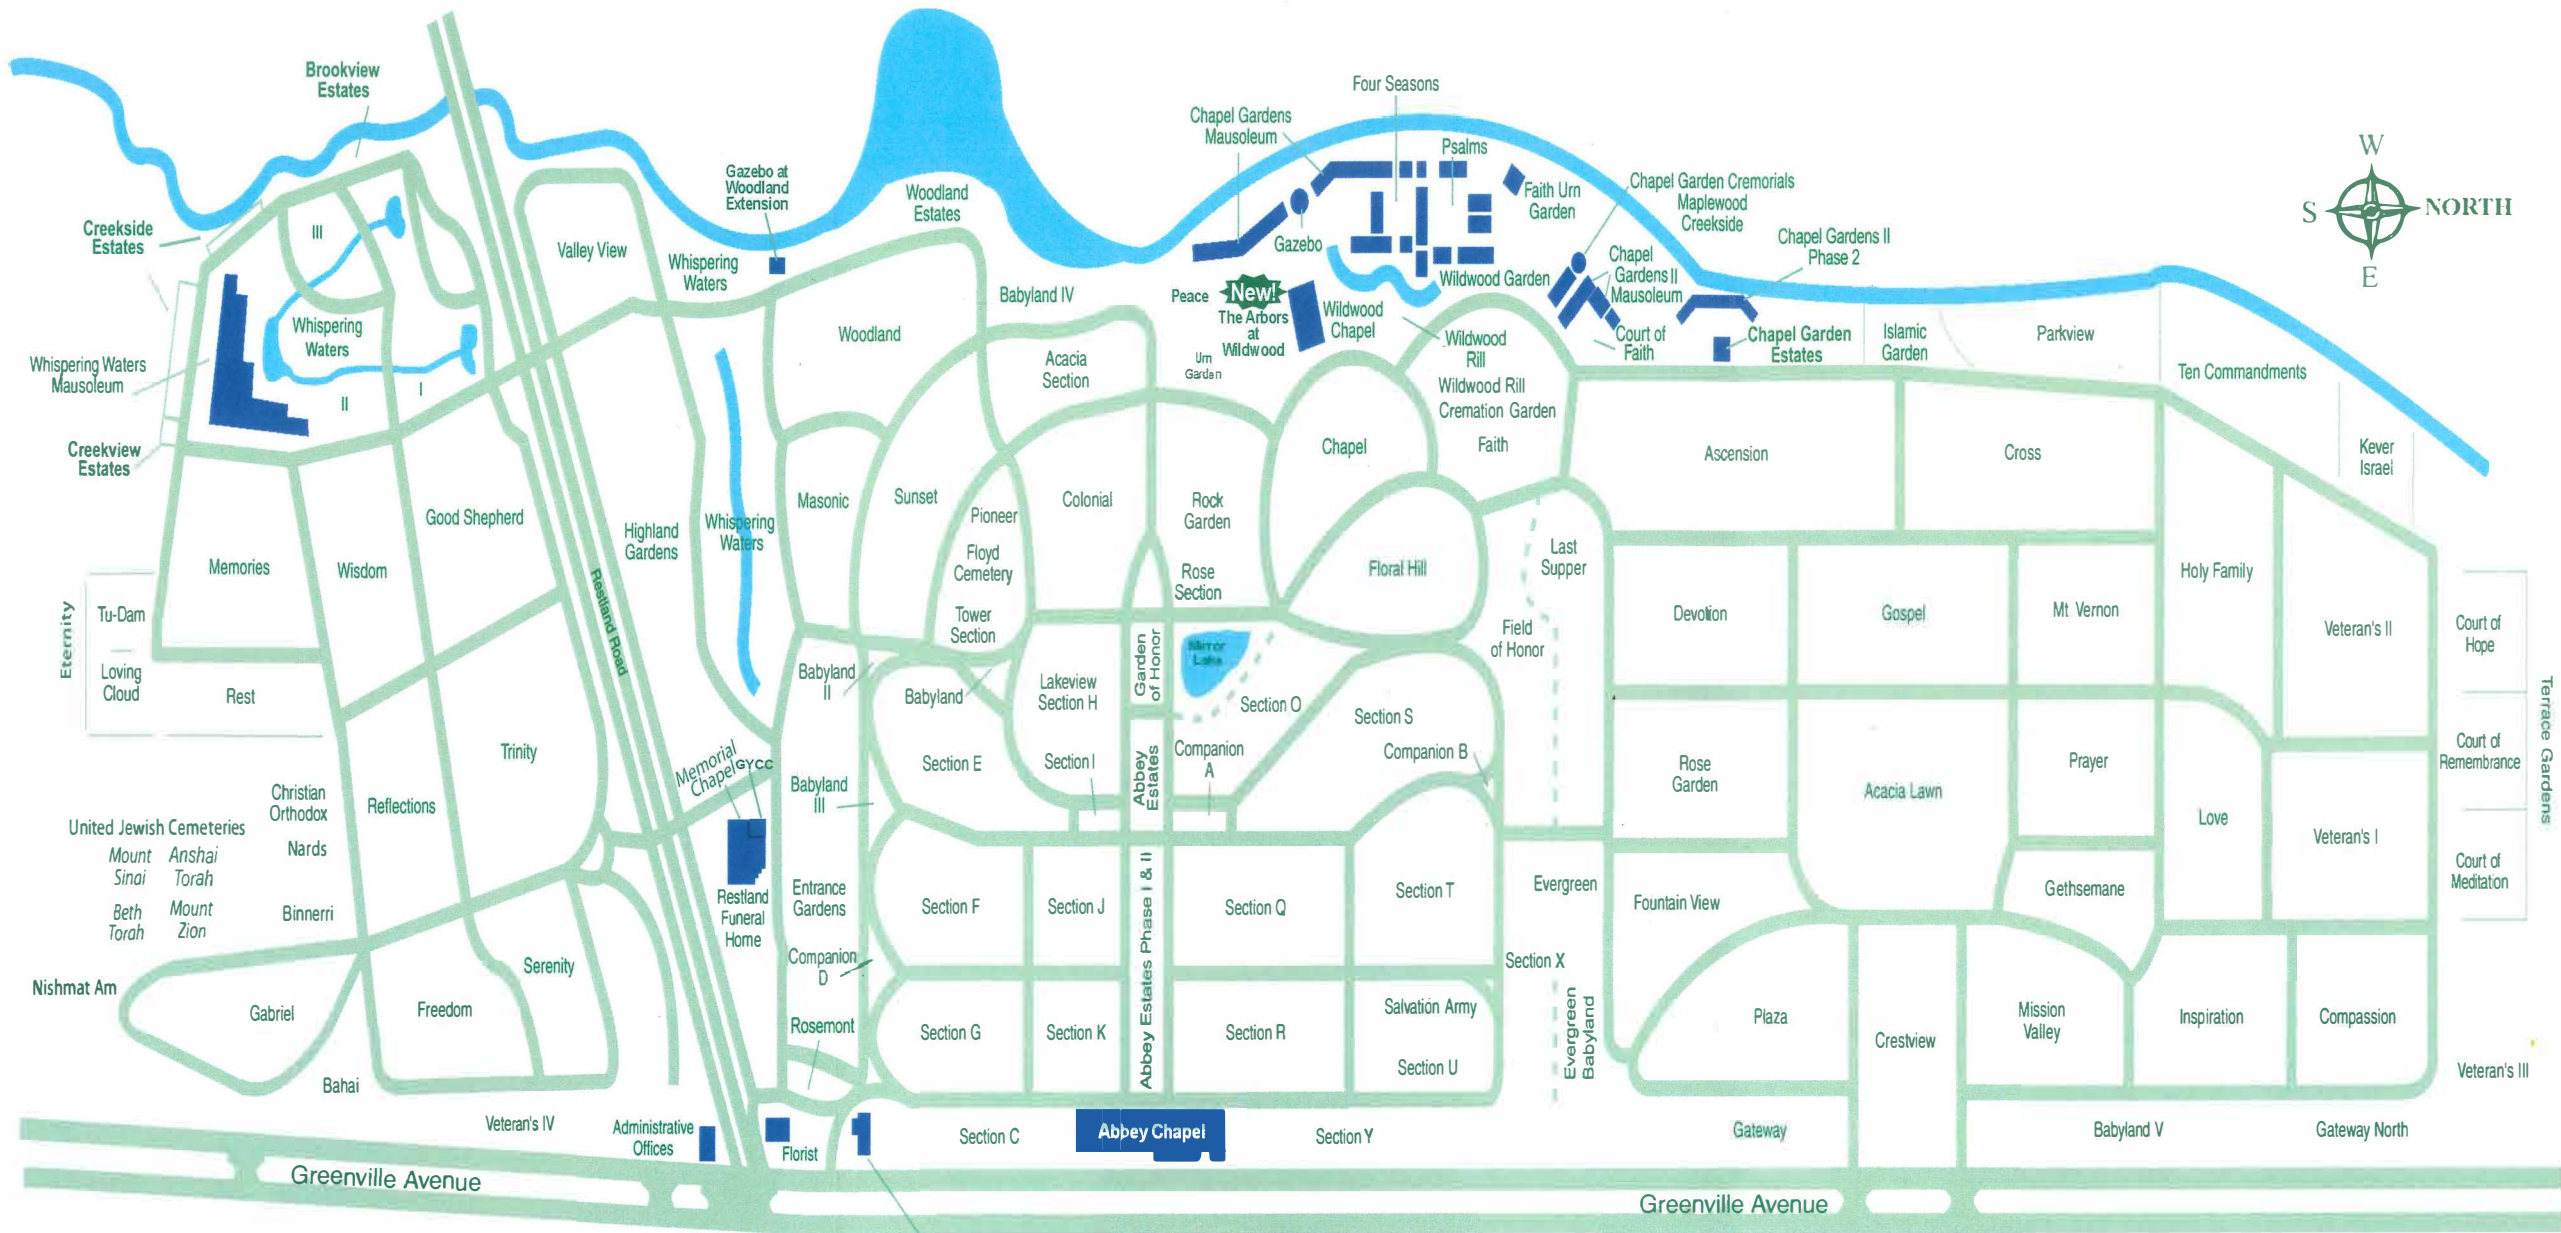 Brookview
Estates
Creekside
Estates
III
Whispering
Waters
II
I
Whispering Waters
Mausoleum
Creekview
Estates
Valley View
Whispering
Waters
Gazebo at
Woodland
Extension
Woodland
Estates
Woodland
Babyland IV
Acacia
Section
Chapel Gardens
Mausoleum
Four Seasons
Psalms
Gazebo
Faith Urn
Garden
Chapel Garden Cremorials
Maplewood
Creekside
Chapel Gardens II
Phase 2
Peace
New!
The Arbors
at
Wildwood
Urn
Garden
Wildwood
Chapel
Wildwood Garden
Chapel
Gardens II
Mausoleum
Wildwood
Rill
Court of
Faith
Wildwood Rill
Cremation Garden
Faith
Chapel Garden
Estates
Islamic
Garden
Parkview
Ten Commandments
Kever
Israel
W
S
NORTH
E
Memories
Wisdom
Good Shepherd
Restland Road
Highland
Gardens
Whispering
Waters
Masonic
Sunset
Pioneer
Floyd
Cemetery
Tower
Section
Colonial
Rock
Garden
Rose
Section
Chapel
Floral Hill
Last
Supper
Field
of Honor
Ascension
Cross
Devotion
Gospel
Mt Vernon
Holy Family
Veteran's II
Court of
Hope
Court of
Remembrance
Court of
Meditation
Terrace Gardens
Eternity
Tu-Dam
Loving
Cloud
Rest
Trinity
Reflections
Christian
Orthodox
Nards
Binnerri
United Jewish Cemeteries
Mount
Sinai
Anshai
Torah
Beth
Torah
Mount
Zion
Nishmat Am
Gabriel
Freedom
Serenity
Bahai
Veteran's IV
Administrative
Offices
Memorial
Chapel
GYCC
Restland
Funeral
Home
Babyland
II
Babyland
Babyland
III
Entrance
Gardens
Companion
D
Rosemont
Florist
Lakeview
Section H
Garden
of Honor
Mirror
Lake
Section O
Section S
Companion B
Section E
Section I
Abbey
Estates
Companion
A
Section F
Section J
Abbey Estates Phase I & II
Section Q
Section T
Section G
Section K
Section R
Salvation Army
Section U
Section C
Abbey Chapel
Section Y
Evergreen
Section X
Evergreen
Babyland
Rose
Garden
Acacia Lawn
Prayer
Love
Veteran's I
Fountain View
Gethsemane
Plaza
Crestview
Mission
Valley
Inspiration
Compassion
Veteran's III
Gateway
Babyland V
Gateway North
Greenville Avenue
Greenville Avenue